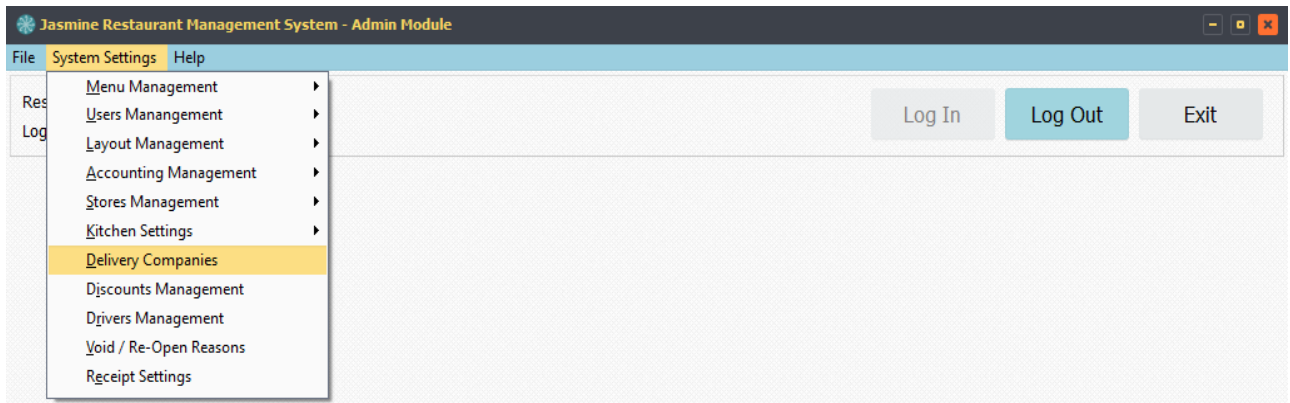 Jasmine Restaurant Management System - Admin Module
File System Settings Help
Menu Management
Users Manangement
Layout Management
Accounting Management
Stores Management
Kitchen Settings
Delivery Companies
Discounts Management
Drivers Management
Void / Re-Open Reasons
Receipt Settings
Res
Log
Log In Log Out Exit